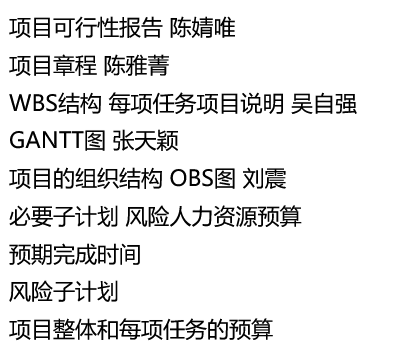 项目可行性报告 陈婧唯
项目章程 陈雅菁
WBS结构 每项任务项目说明 吴自强
GANTT图 张天颖
项目的组织结构 OBS图 刘震
必要子计划 风险人力资源预算
预期完成时间
风险子计划
项目整体和每项任务的预算